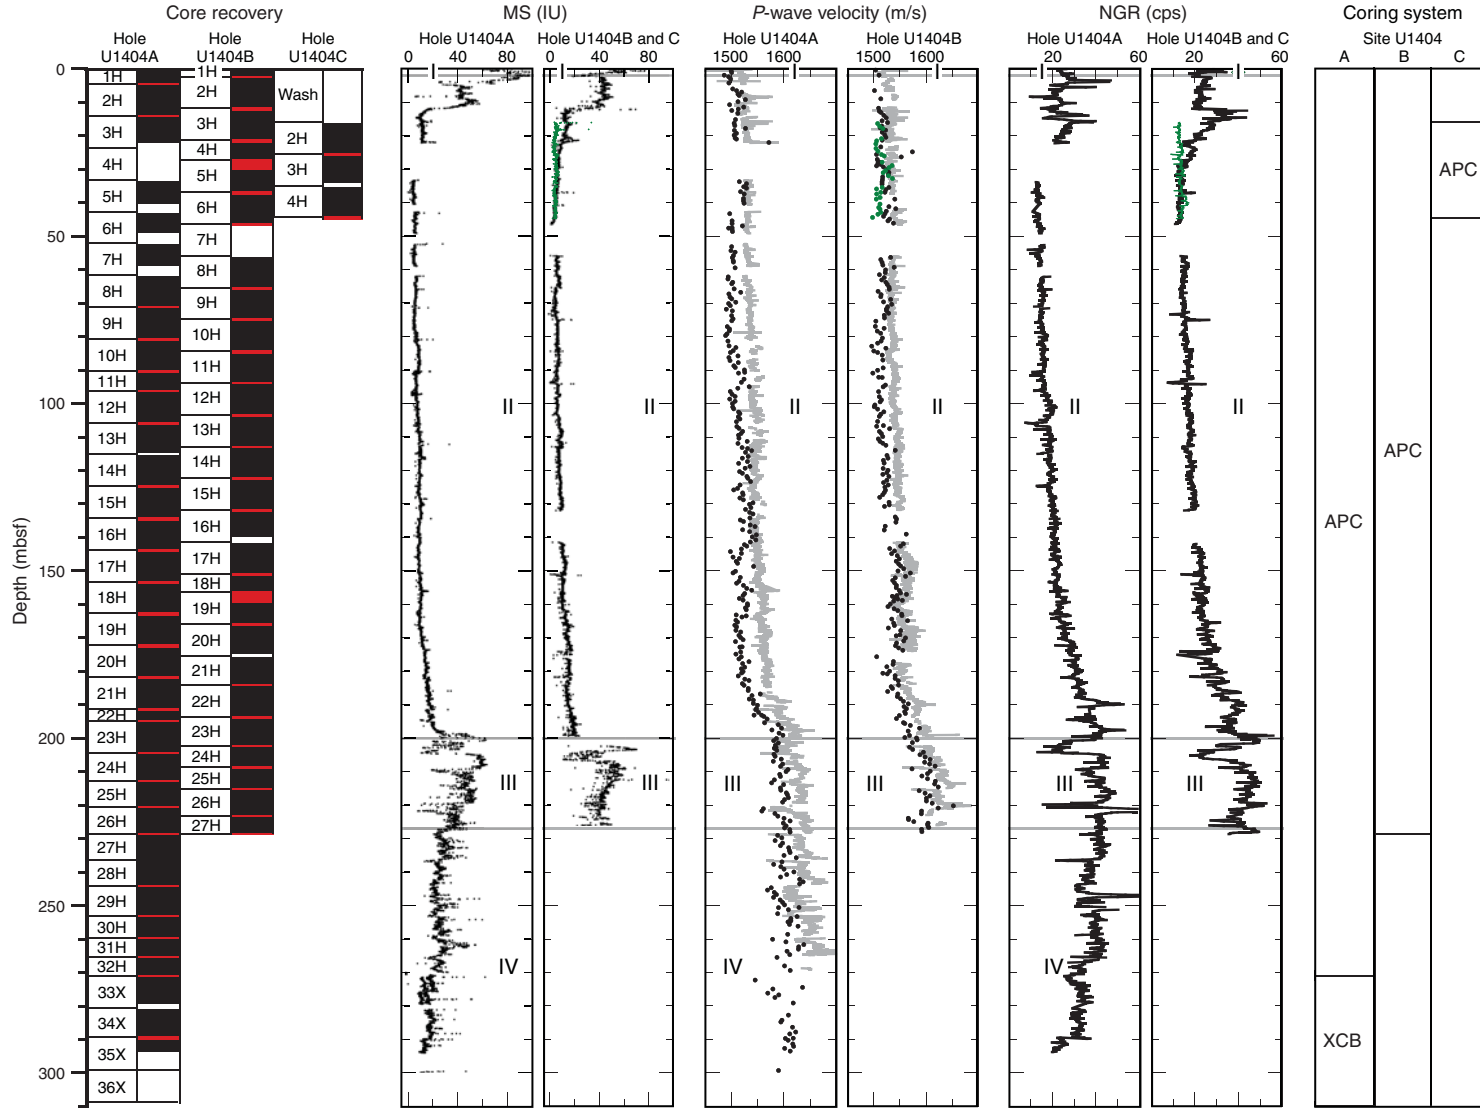 Core recovery
MS (IU)
P-wave velocity (m/s)
NGR (cps)
Coring system
Hole U1404A
Hole U1404B
Hole U1404C
Hole U1404A
Hole U1404B and C
Hole U1404A
Hole U1404B
Hole U1404A
Hole U1404B and C
Site U1404
A B C
0 40 80
0 40 80
1500 1600
1500 1600
20 60
20 60
Depth (mbsf)
0
50
100
150
200
250
300
1H
2H
3H
4H
5H
6H
7H
8H
9H
10H
11H
12H
13H
14H
15H
16H
17H
18H
19H
20H
21H
22H
23H
24H
25H
26H
27H
28H
29H
30H
31H
32H
33X
34X
35X
36X
1H
2H
3H
4H
5H
6H
7H
8H
9H
10H
11H
12H
13H
14H
15H
16H
17H
18H
19H
20H
21H
22H
23H
24H
25H
26H
27H
Wash
2H
3H
4H
I
II
III
IV
I
II
III
I
II
III
IV
I
II
III
I
II
III
IV
I
II
III
APC
XCB
APC
APC